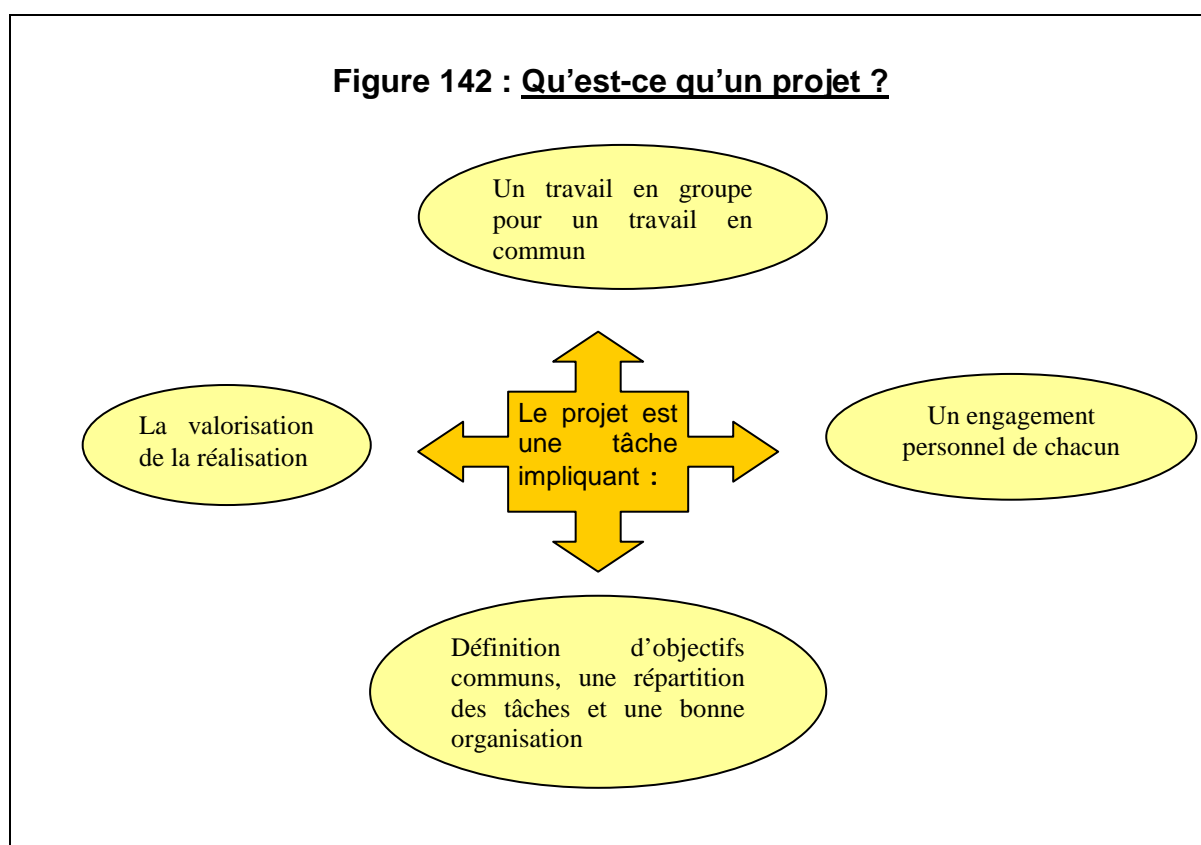 Figure 142 : Qu’est-ce qu’un projet ?
Un travail en groupe
pour un travail en
commun
La valorisation
de la réalisation
Le projet est
une tâche
impliquant :
Un engagement
personnel de chacun
Définition d’objectifs
communs, une répartition
des tâches et une bonne
organisation